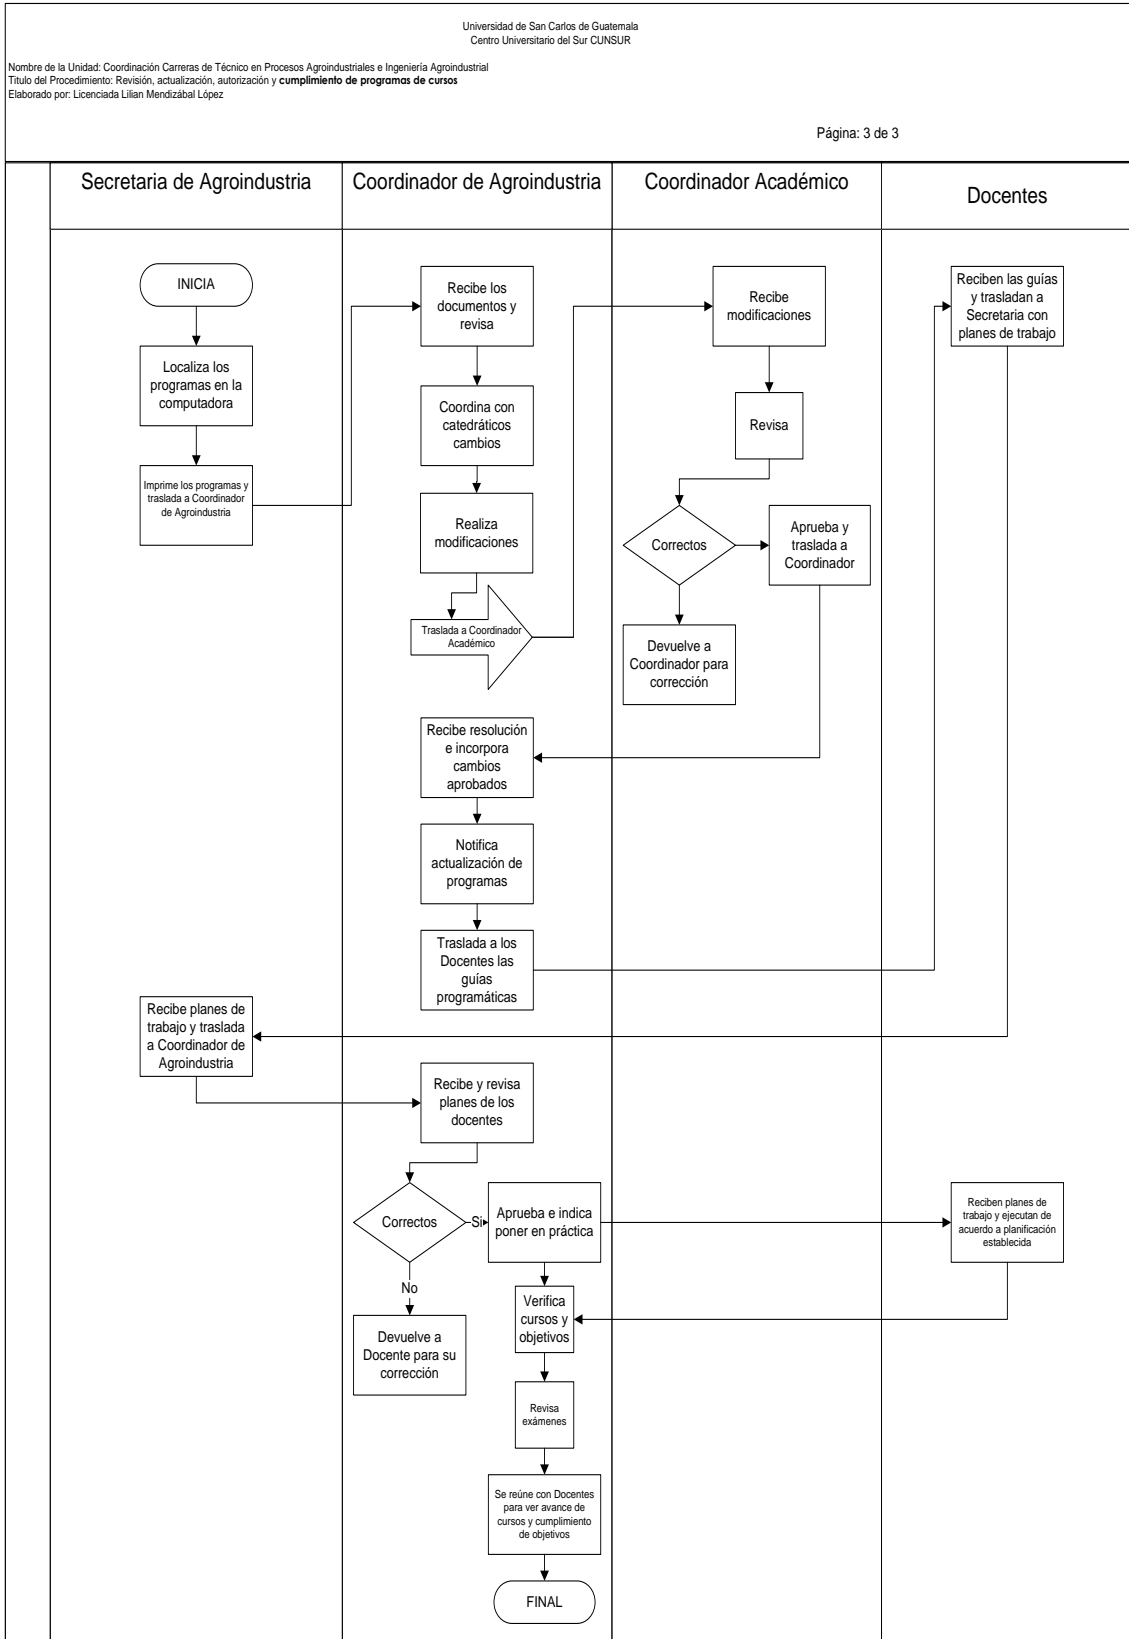 Universidad de San Carlos de Guatemala
Centro Universitario del Sur CUNSUR
Nombre de la Unidad: Coordinación Carreras de Técnico en Procesos Agroindustriales e Ingeniería Agroindustrial
Titulo del Procedimiento: Revisión, actualización, autorización y cumplimiento de programas de cursos
Elaborado por: Licenciada Lilian Mendizábal López
Página: 3 de 3
Secretaria de Agroindustria
Coordinador de Agroindustria
Coordinador Académico
Docentes
INICIA
Localiza los
programas en la
computadora
Imprime los programas y
traslada a Coordinador
de Agroindustria
Recibe los
documentos y
revisa
Coordina con
catedráticos
cambios
Realiza
modificaciones
Traslada a Coordinador
Académico
Recibe
modificaciones
Revisa
Correctos
Aprueba y
traslada a
Coordinador
Devuelve a
Coordinador para
corrección
Recibe resolución
e incorpora
cambios
aprobados
Notifica
actualización de
programas
Traslada a los
Docentes las
guías
programáticas
Reciben las guías
y trasladan a
Secretaria con
planes de trabajo
Recibe planes de
trabajo y traslada
a Coordinador de
Agroindustria
Recibe y revisa
planes de los
docentes
Correctos
Si
Aprueba e indica
poner en práctica
No
Devuelve a
Docente para su
corrección
Reciben planes de
trabajo y ejecutan de
acuerdo a planificación
establecida
Verifica
cursos y
objetivos
Revisa
exámenes
Se reúne con Docentes
para ver avance de
cursos y cumplimiento
de objetivos
FINAL